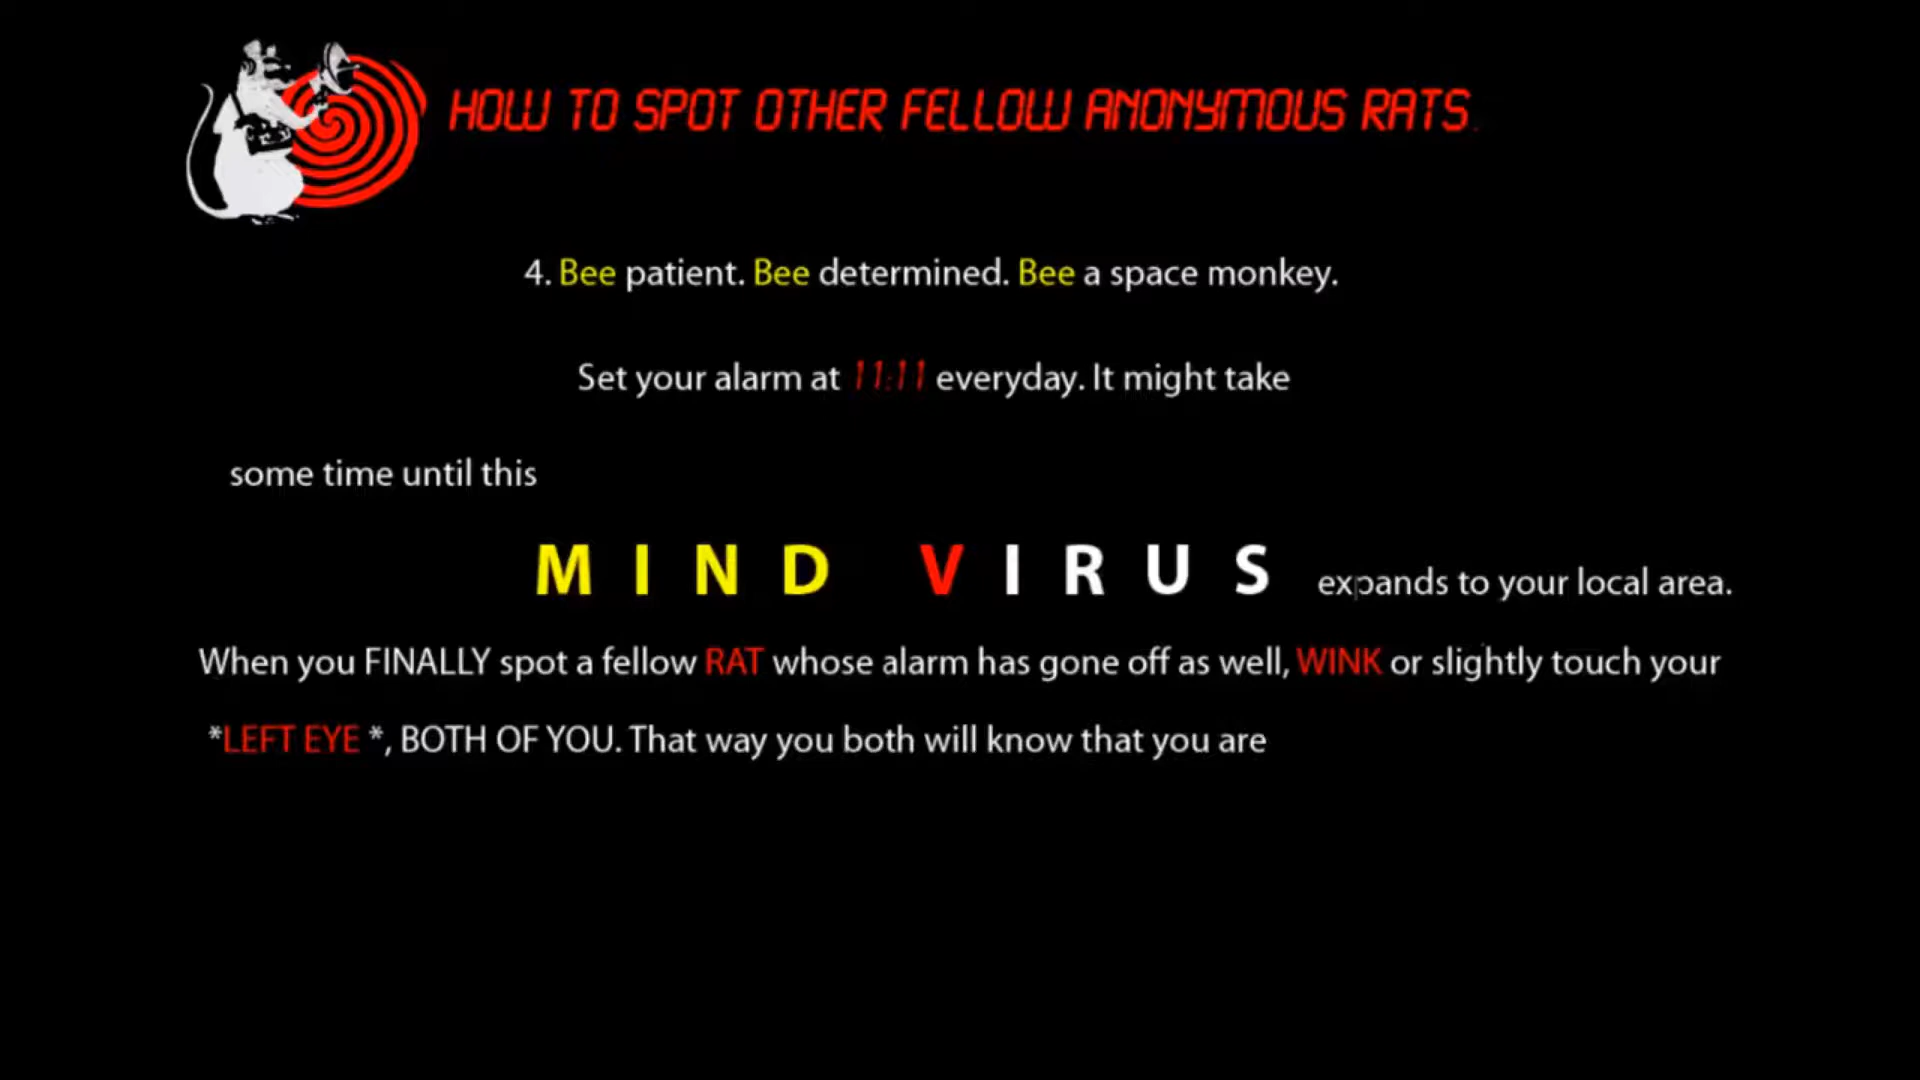 HOW TO SPOT OTHER FELLOW ANONYMOUS RATS.
4. Bee patient. Bee determined. Bee a space monkey.
Set your alarm at 11:11 everyday. It might take
some time until this
MIND VIRUS expands to your local area.
When you FINALLY spot a fellow RAT whose alarm has gone off as well, WINK or slightly touch your
*LEFT EYE *, BOTH OF YOU. That way you both will know that you are